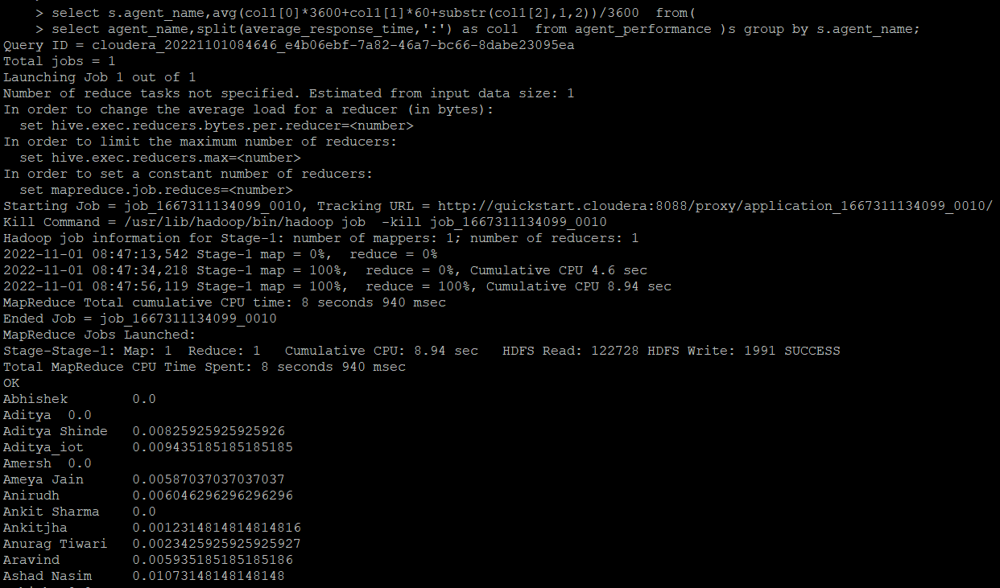 > select s.agent_name,avg(col1[0]*3600+col1[1]*60+substr(col1[2],1,2))/3600  from(
> select agent_name,split(average_response_time,':') as col1  from agent_performance )s group by s.agent_name;
Query ID = cloudera_20221101084646_e4b06ebf-7a82-46a7-bc66-8dabe23095ea
Total jobs = 1
Launching Job 1 out of 1
Number of reduce tasks not specified. Estimated from input data size: 1
In order to change the average load for a reducer (in bytes):
  set hive.exec.reducers.bytes.per.reducer=<number>
In order to limit the maximum number of reducers:
  set hive.exec.reducers.max=<number>
In order to set a constant number of reducers:
  set mapreduce.job.reduces=<number>
Starting Job = job_1667311134099_0010, Tracking URL = http://quickstart.cloudera:8088/proxy/application_1667311134099_0010/
Kill Command = /usr/lib/hadoop/bin/hadoop job  -kill job_1667311134099_0010
Hadoop job information for Stage-1: number of mappers: 1; number of reducers: 1
2022-11-01 08:47:13,542 Stage-1 map = 0%,  reduce = 0%
2022-11-01 08:47:34,218 Stage-1 map = 100%,  reduce = 0%, Cumulative CPU 4.6 sec
2022-11-01 08:47:56,119 Stage-1 map = 100%,  reduce = 100%, Cumulative CPU 8.94 sec
MapReduce Total cumulative CPU time: 8 seconds 940 msec
Ended Job = job_1667311134099_0010
MapReduce Jobs Launched:
Stage-Stage-1: Map: 1  Reduce: 1   Cumulative CPU: 8.94 sec   HDFS Read: 122728 HDFS Write: 1991 SUCCESS
Total MapReduce CPU Time Spent: 8 seconds 940 msec
OK
Abhishek        0.0
Aditya  0.0
Aditya Shinde   0.00825925925925926
Aditya_iot      0.009435185185185185
Amersh  0.0
Ameya Jain      0.00587037037037037
Anirudh         0.006046296296296296
Ankit Sharma    0.0
Ankitjha        0.0012314814814814816
Anurag Tiwari   0.0023425925925925927
Aravind         0.005935185185185186
Ashad Nasim     0.01073148148148148